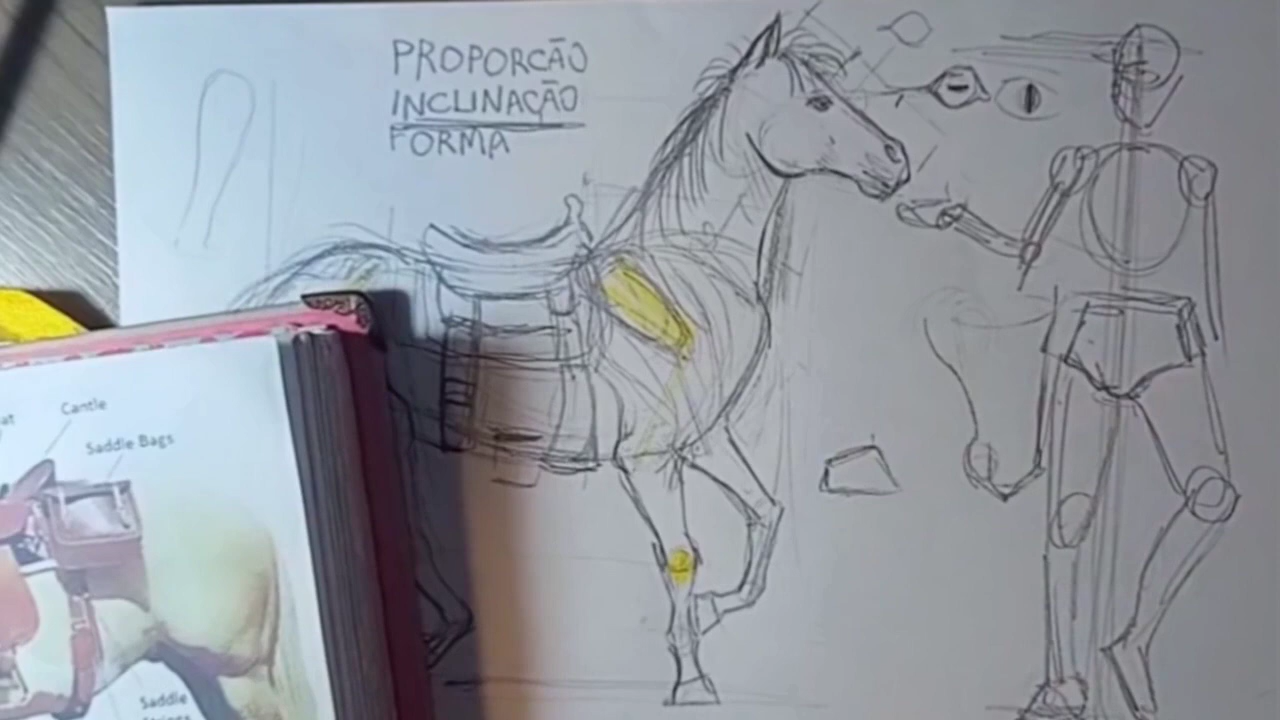 PROPORCÃO
INCLINAÇÃO
FORMA
Cantle
Saddle Bags
Saddle